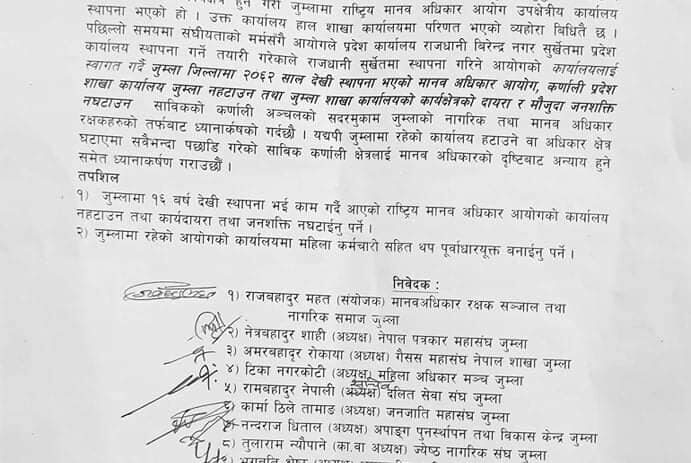 क्षेत्र हुने गरी जुम्लामा राष्ट्रिय मानव अधिकार आयोग उपक्षेत्रीय कार्यालय
स्थापना भएको हो । उक्त कार्यालय हाल शाखा कार्यालयमा परिणत भएको व्यहोरा बिधितै छ ।
पछिल्लो समयमा संघीयताको मर्मसंगै आयोगले प्रदेश कार्यालय राजधानी विरेन्द्र नगर सुर्खेतमा प्रदेश
कार्यालय स्थापना गर्ने तयारी गरेकाले राजधानी सुर्खेतमा स्थापना गरिने आयोगको कार्यालयलाई
स्वागत गर्दै जुम्ला जिल्लामा २०६२ साल देखी स्थापना भएको मानव अधिकार आयोग, कर्णाली प्रदेश
शाखा कार्यालय जुम्ला नहटाउन तथा जुम्ला शाखा कार्यालयको कार्यक्षेत्रको दायरा र मौजुदा जनशक्ति
नघटाउन साविकको कर्णाली अञ्चलको सदरमुकाम जुम्लाको नागरिक तथा मानव अधिकार
रक्षकहरुको तर्फबाट ध्यानार्कषण गर्दछौं । यद्यपी जुम्लामा रहेको कार्यालय हटाउने वा अधिकार क्षेत्र
घटाएमा सवैभन्दा पछाडि गरेको साबिक कर्णाली क्षेत्रलाई मानव अधिकारको दृष्टिबाट अन्याय हुने
समेत ध्यानाकर्षण गराउछौं ।
तपशिल
१) जुम्लामा १६ बर्ष देखी स्थापना भई काम गर्दै आएको राष्ट्रिय मानव अधिकार आयोगको कार्यालय
नहटाउन तथा कार्यदायरा तथा जनशक्ति नघटाईनु पर्ने ।
२) जुम्लामा रहेको आयोगको कार्यालयमा महिला कर्मचारी सहित थप पूर्वाधारयूक्त बनाईनु पर्ने ।
निवेदक :
१) राजबहादुर महत (संयोजक) मानवअधिकार रक्षक सञ्जाल तथा
नागरिक समाज जुम्ला
२) नेत्रबहादुर शाही (अध्यक्ष) नेपाल पत्रकार महासंघ जुम्ला
३) अमरबहादृर रोकाया (अध्यक्ष) गैसस महासंघ नेपाल शाखा जुम्ला
४) टिका नगरकोटी (अध्यक्ष) महिला अधिकार मञ्च जुम्ला
सचिव
५) रामबहादुर नेपाली (अध्यक्ष) दलित सेवा संघ जुम्ला
६) कार्मा ठिले तामाङ (अध्यक्ष) जनजाति महासंघ जुम्ला
नन्दराज धिताल (अध्यक्ष) अपाङ्ग पुनर्स्थापन तथा विकास केन्द्र जुम्ला
८) तुलाराम न्यौपाने (का.वा अध्यक्ष) ज्येष्ठ नागरिक संघ जुम्ला